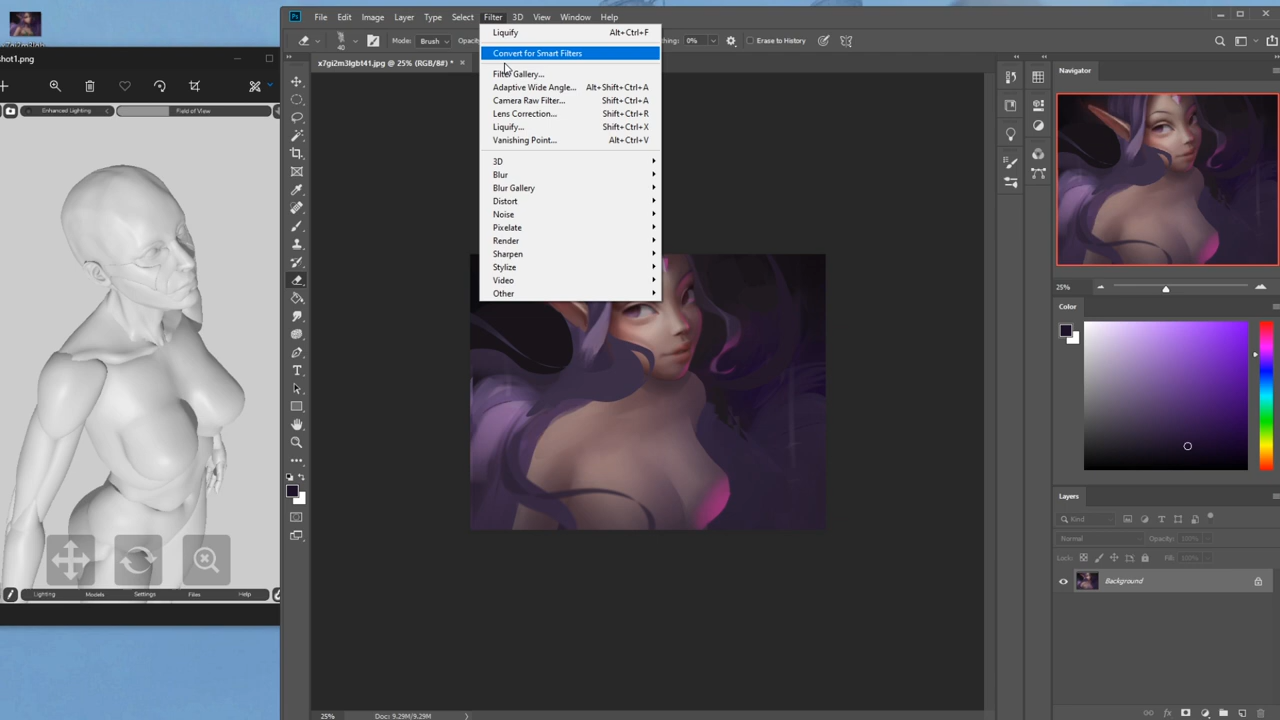 shot1.png
Enhanced Lighting
Field of View
Lighting Models Settings Files Help
Ps
File Edit Image Layer Type Select Filter 3D View Window Help
40 Mode: Brush 0% Erase to History
x7gi2m3lgbt41.jpg @ 25% (RGB/8#) *
Liquify Alt+Ctrl+F
Convert for Smart Filters
Filter Gallery...
Adaptive Wide Angle... Alt+Shift+Ctrl+A
Camera Raw Filter... Shift+Ctrl+A
Lens Correction... Shift+Ctrl+R
Liquify... Shift+Ctrl+X
Vanishing Point... Alt+Ctrl+V
3D
Blur
Blur Gallery
Distort
Noise
Pixelate
Render
Sharpen
Stylize
Video
Other
25% Doc: 9.29M/9.29M
Navigator
25%
Color
Layers
Kind
Normal Opacity: 100%
Lock: Fill: 100%
Background